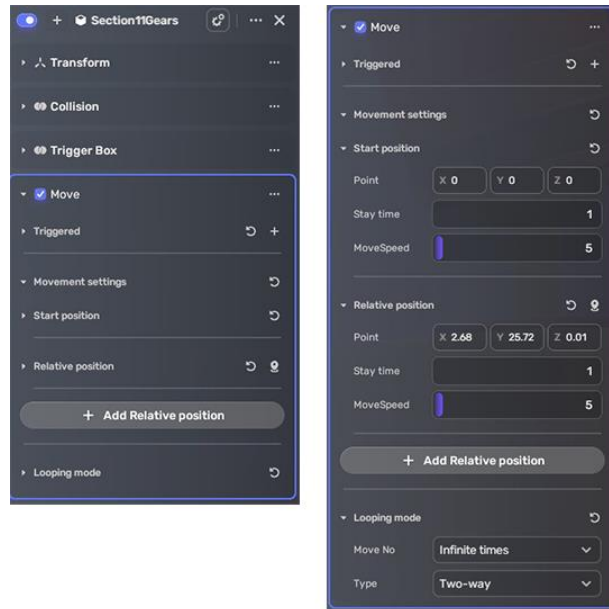 Section11Gears
Transform
Collision
Trigger Box
Move
Triggered
Movement settings
Start position
Relative position
+ Add Relative position
Looping mode
Move
Triggered
Movement settings
Start position
Point X 0 Y 0 Z 0
Stay time 1
MoveSpeed 5
Relative position
Point X 2.68 Y 25.72 Z 0.01
Stay time 1
MoveSpeed 5
+ Add Relative position
Looping mode
Move No Infinite times
Type Two-way